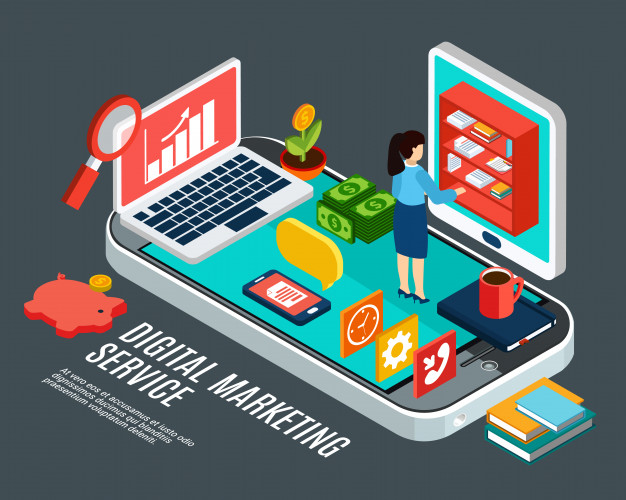 DIGITAL MARKETING
SERVICE
At vero eos et accusamus et iusto odio
dignissimos ducimus qui blanditiis
praesentium voluptatum deleniti.